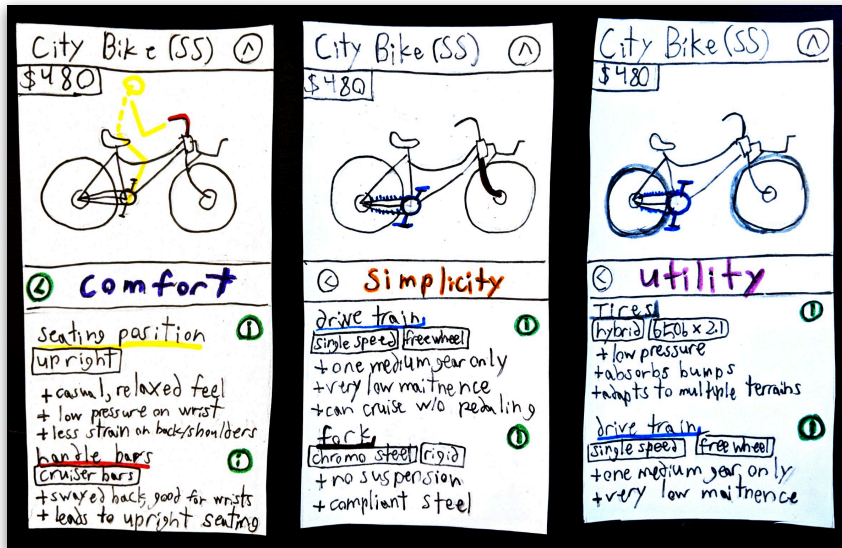 City Bike (SS) ^
$480
< comfort
seating position i
upright
+ casual, relaxed feel
+ low pressure on wrist
+ less strain on back/shoulders
handle bars i
cruiser bars
+ swayed back, good for wrists
+ leads to upright seating
City Bike (SS) ^
$480
< Simplicity
drive train i
single speed free wheel
+ one medium gear only
+ very low maitnence
+ can cruise w/o pedaling
fork i
chromo steel rigid
+ no suspension
+ compliant steel
City Bike (SS) ^
$480
< utility
Tires i
hybrid 650b x 2.1
+ low pressure
+ absorbs bumps
+ adapts to multiple terrains
drive train i
single speed free wheel
+ one medium gear only
+ very low maitnence